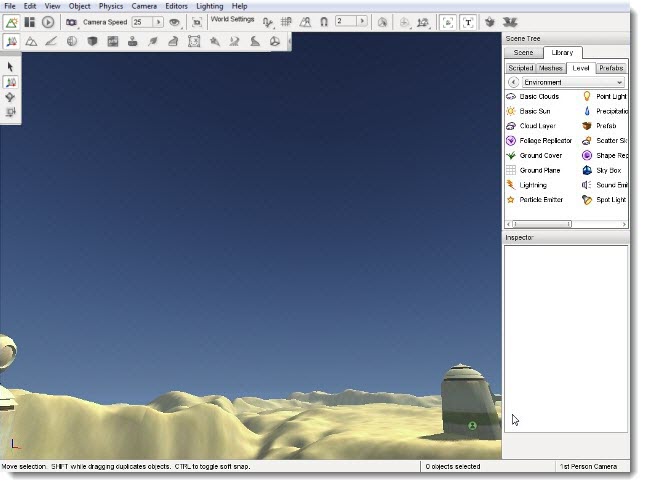 File Edit View Object Physics Camera Editors Lighting Help
Camera Speed 25 World Settings 2
Scene Tree
Scene Library
Scripted Meshes Level Prefabs
Environment
Basic Clouds Point Light
Basic Sun Precipitatio
Cloud Layer Prefab
Foliage Replicator Scatter Sk
Ground Cover Shape Rep
Ground Plane Sky Box
Lightning Sound Emi
Particle Emitter Spot Light
Inspector
Move selection. SHIFT while dragging duplicates objects. CTRL to toggle soft snap. 0 objects selected 1st Person Camera